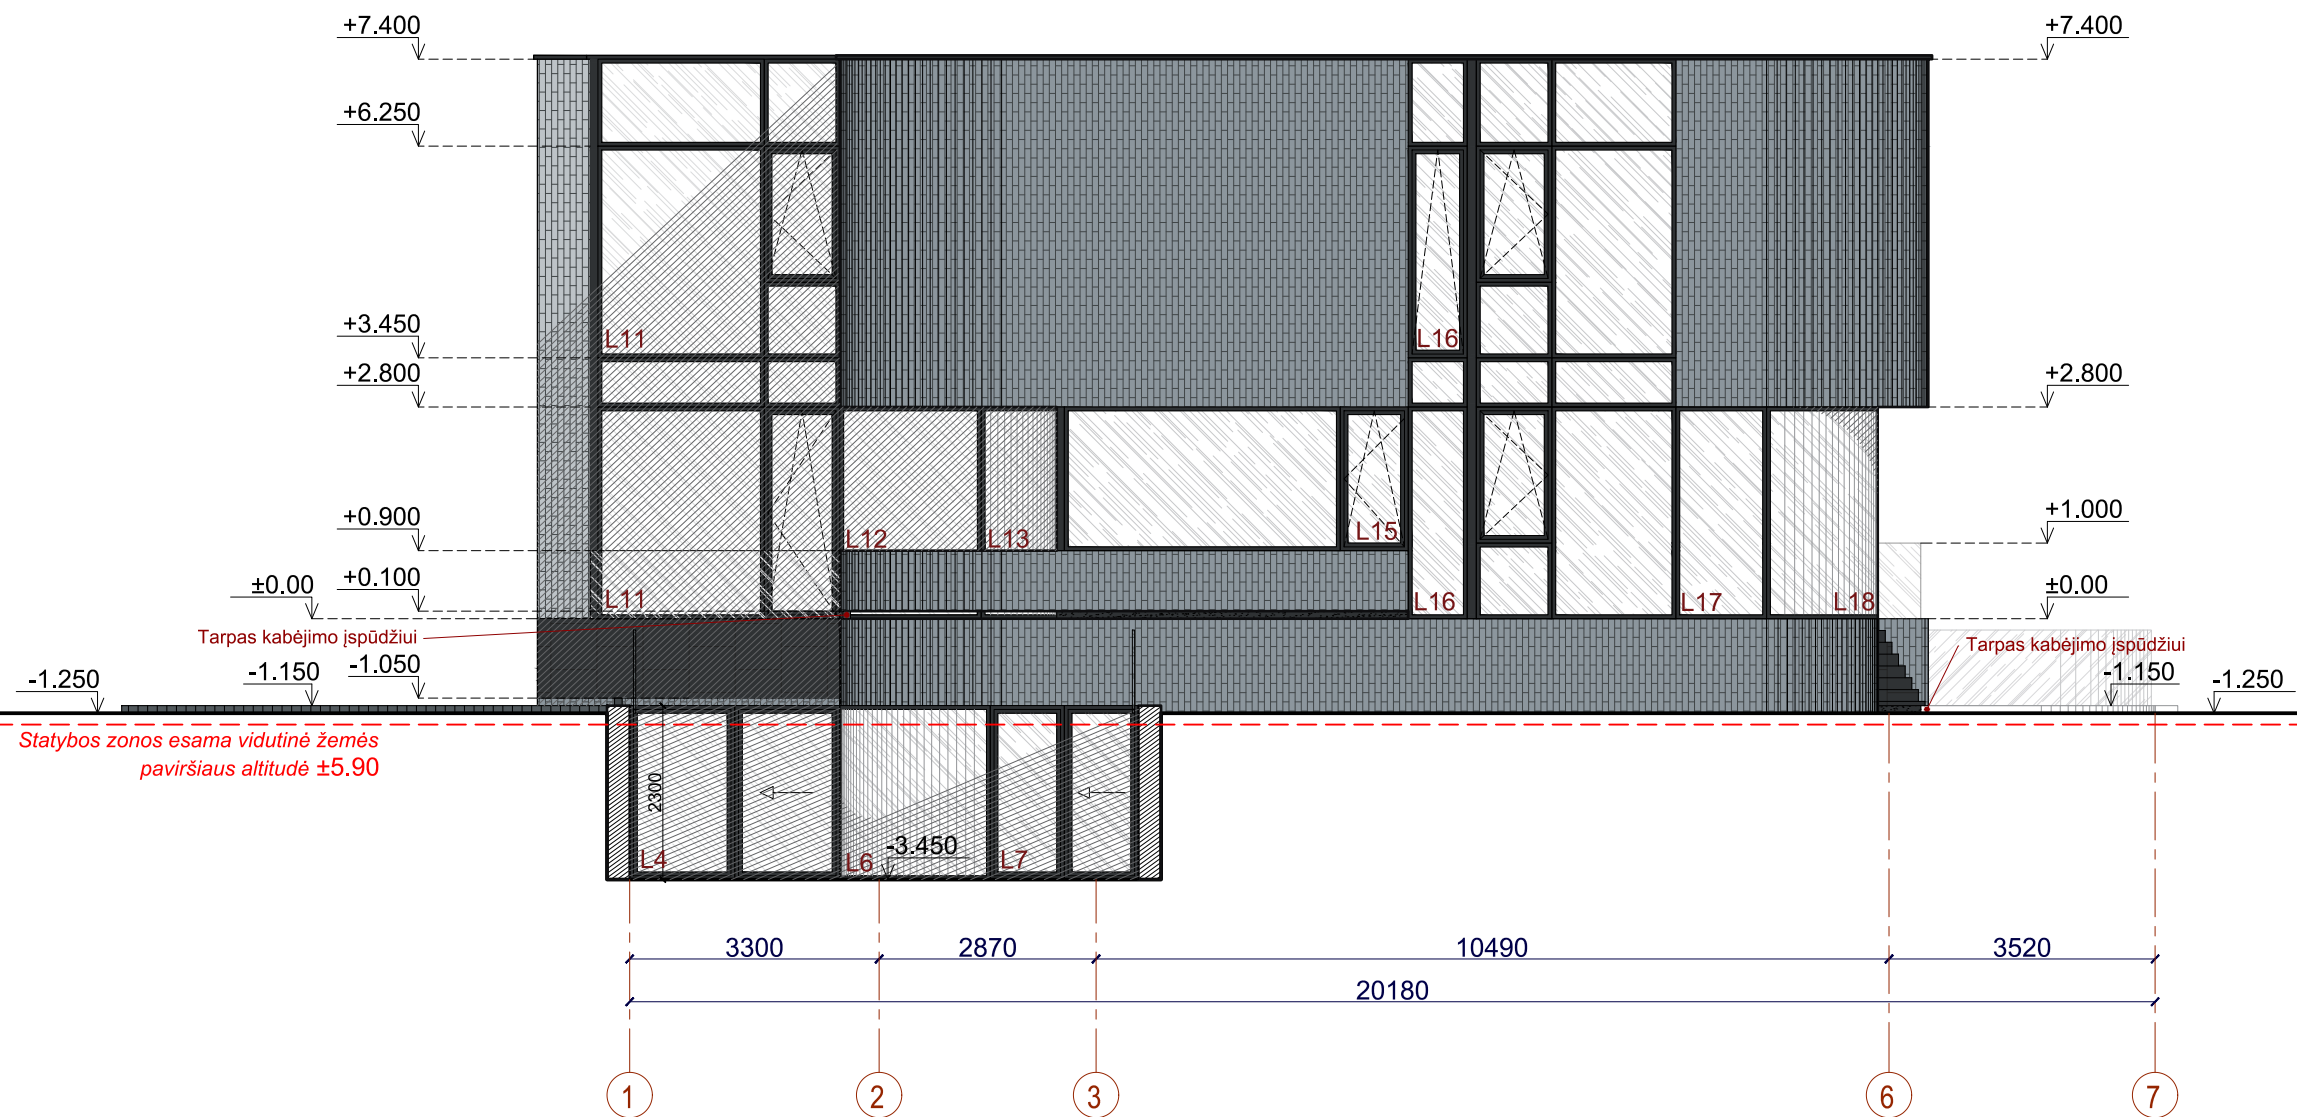 +7.400
+7.400
+6.250
+3.450
L11
L16
+2.800
+2.800
+0.900
L12
L13
L15
+1.000
±0.00
+0.100
L11
L16
L17
L18
±0.00
Tarpas kabėjimo įspūdžiui
Tarpas kabėjimo įspūdžiui
-1.250
-1.150
-1.050
-1.150
-1.250
Statybos zonos esama vidutinė žemės
paviršiaus altitudė ±5.90
2300
L4
L6
-3.450
L7
3300
2870
10490
3520
20180
1
2
3
6
7